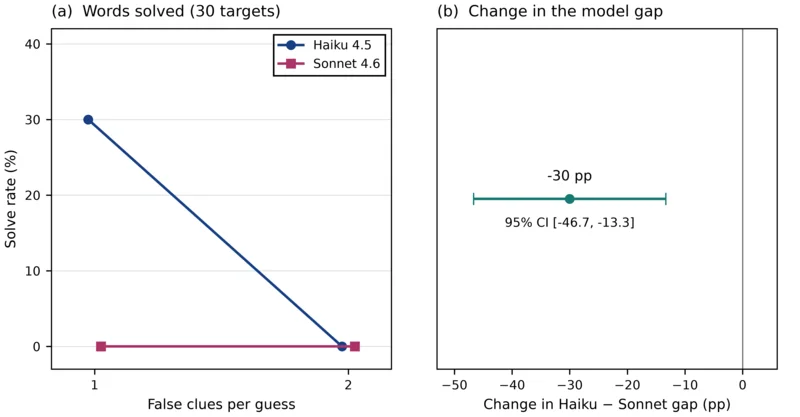 (a) Words solved (30 targets)
Haiku 4.5
Sonnet 4.6
40
30
20
10
0
Solve rate (%)
1 2
False clues per guess
(b) Change in the model gap
-30 pp
95% CI [-46.7, -13.3]
−50 −40 −30 −20 −10 0
Change in Haiku − Sonnet gap (pp)